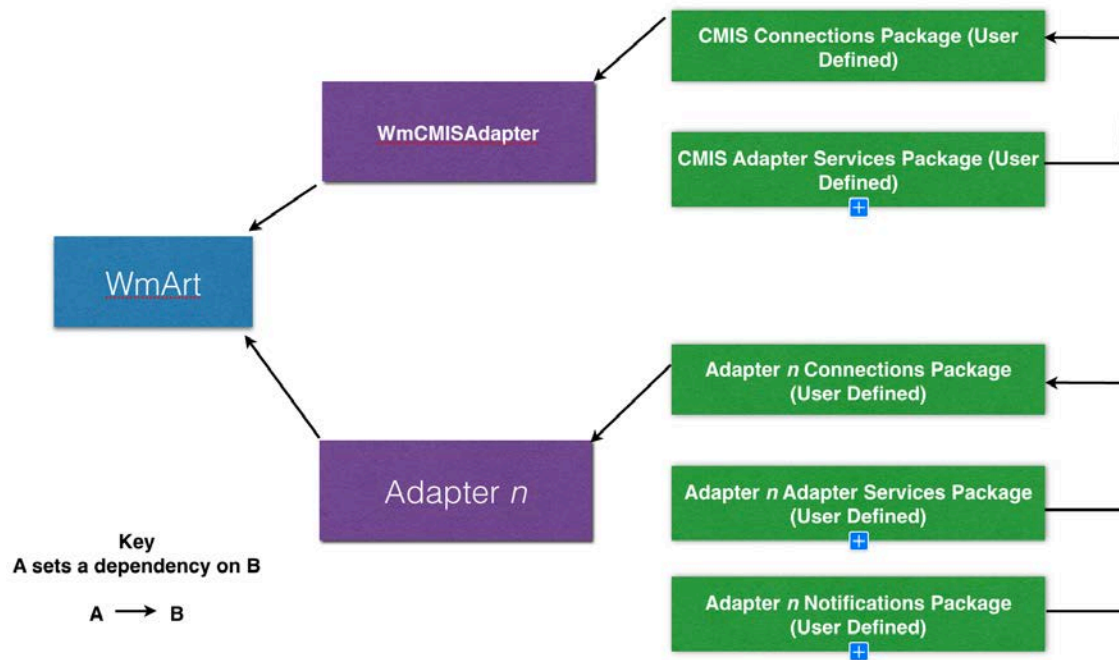 CMIS Connections Package (User
Defined)
WmCMISAdapter
CMIS Adapter Services Package (User
Defined)
WmArt
Adapter n Connections Package
(User Defined)
Adapter n
Adapter n Adapter Services Package
(User Defined)
Key
A sets a dependency on B
A B
Adapter n Notifications Package
(User Defined)